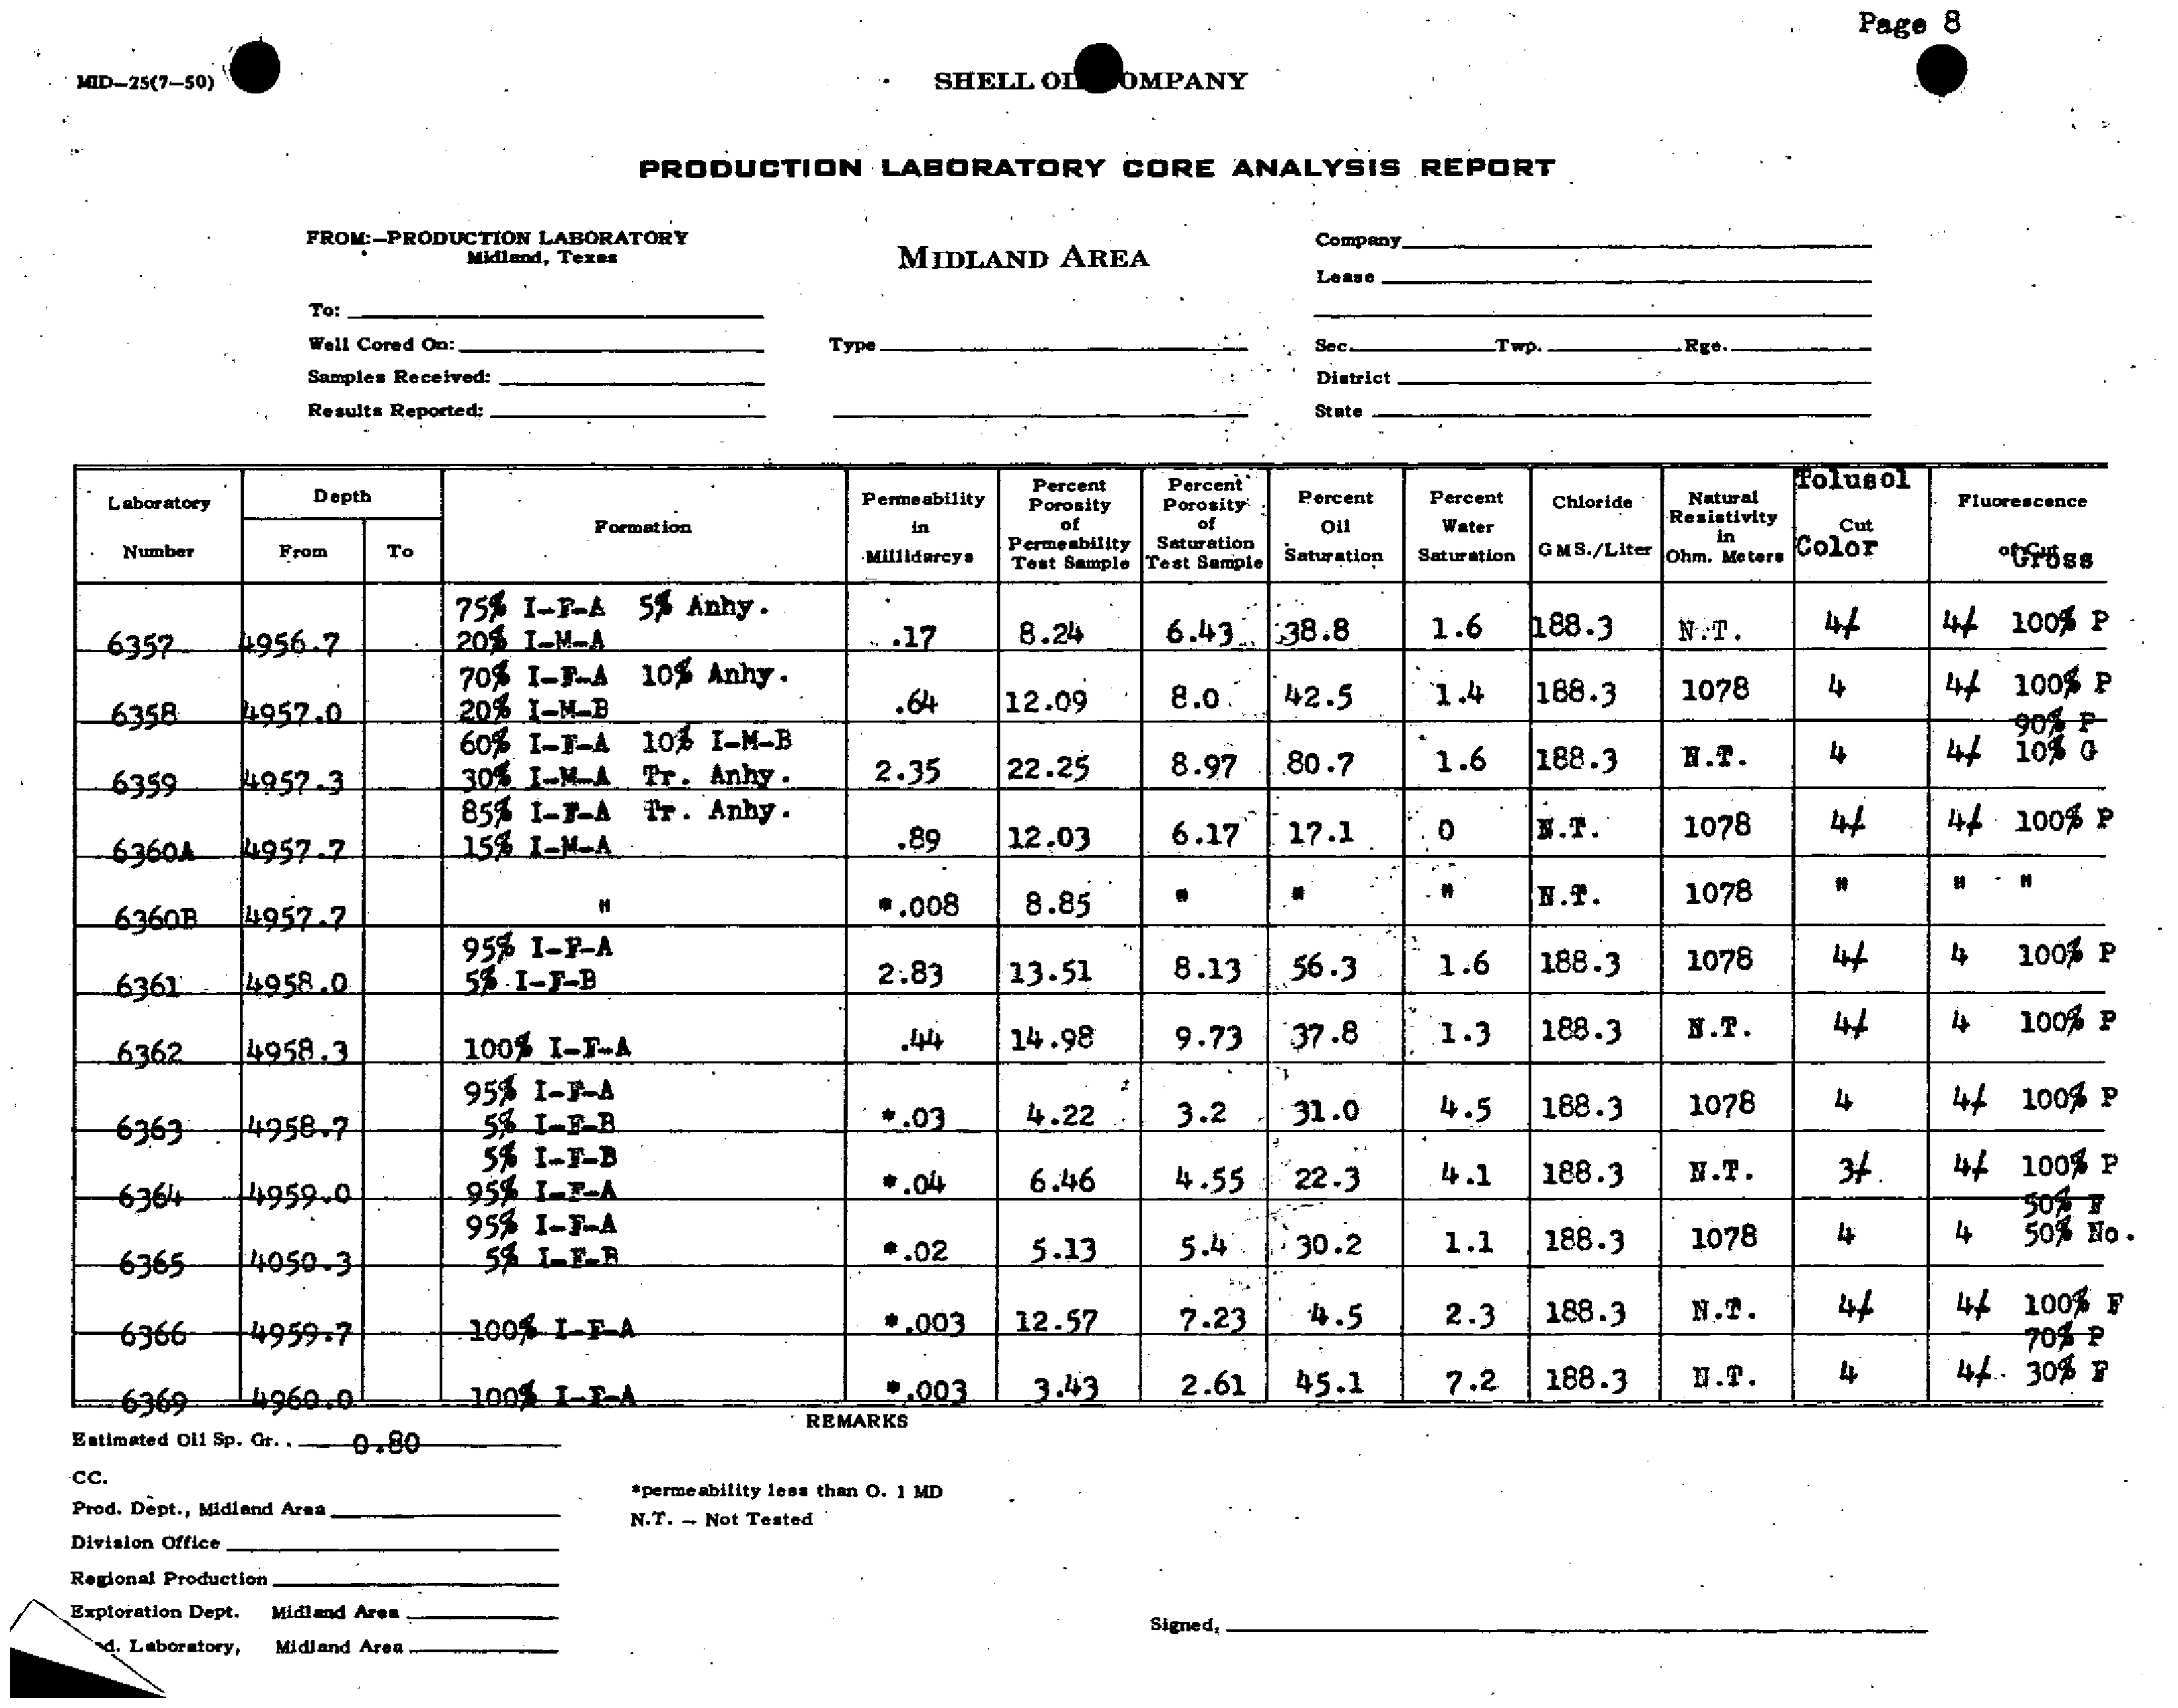 Page 8
MID-25(7-50)
SHELL OIL COMPANY
PRODUCTION LABORATORY CORE ANALYSIS REPORT
FROM:-PRODUCTION LABORATORY
Midland, Texas
MIDLAND AREA
Company
Lease
To:
Well Cored On:
Type
Sec. Twp. Rge.
Samples Received:
District
Results Reported:
State
Laboratory Number
Depth
From To
Formation
Permeability in Millidarcys
Percent Porosity of Permeability Test Sample
Percent Porosity of Saturation Test Sample
Percent Oil Saturation
Percent Water Saturation
Chloride GMS./Liter
Natural Resistivity in Ohm. Meters
Tolusol Cut Color
Fluorescence of Cut Gross
75% I-F-A 5% Anhy.
6357 4956.7 20% I-M-A .17 8.24 6.43 38.8 1.6 188.3 N.T. 4/ 4/ 100% P
70% I-F-A 10% Anhy.
6358 4957.0 20% I-M-B .64 12.09 8.0 42.5 1.4 188.3 1078 4 4/ 100% P
60% I-F-A 10% I-M-B 90% P
6359 4957.3 30% I-M-A Tr. Anhy. 2.35 22.25 8.97 80.7 1.6 188.3 N.T. 4 4/ 10% G
85% I-F-A Tr. Anhy.
6360A 4957.7 15% I-M-A .89 12.03 6.17 17.1 0 N.T. 1078 4/ 4/ 100% P
6360B 4957.7 " *.008 8.85 " " " N.T. 1078 " " "
95% I-F-A
6361 4958.0 5% I-F-B 2.83 13.51 8.13 56.3 1.6 188.3 1078 4/ 4 100% P
6362 4958.3 100% I-F-A .44 14.98 9.73 37.8 1.3 188.3 N.T. 4/ 4 100% P
95% I-F-A
6363 4958.7 5% I-F-B *.03 4.22 3.2 31.0 4.5 188.3 1078 4 4/ 100% P
5% I-F-B
6364 4959.0 95% I-F-A *.04 6.46 4.55 22.3 4.1 188.3 N.T. 3/ 4/ 100% P
95% I-F-A 50% F
6365 4050.3 5% I-F-B *.02 5.13 5.4 30.2 1.1 188.3 1078 4 4 50% No.
6366 4959.7 100% I-F-A *.003 12.57 7.23 4.5 2.3 188.3 N.T. 4/ 4/ 100% F
70% P
6369 4960.0 100% I-F-A *.003 3.43 2.61 45.1 7.2 188.3 N.T. 4 4/ 30% F
REMARKS
Estimated Oil Sp. Gr. . 0.80
CC.
*permeability less than 0. 1 MD
Prod. Dept., Midland Area
N.T. - Not Tested
Division Office
Regional Production
Exploration Dept. Midland Area
Signed,
d. Laboratory, Midland Area